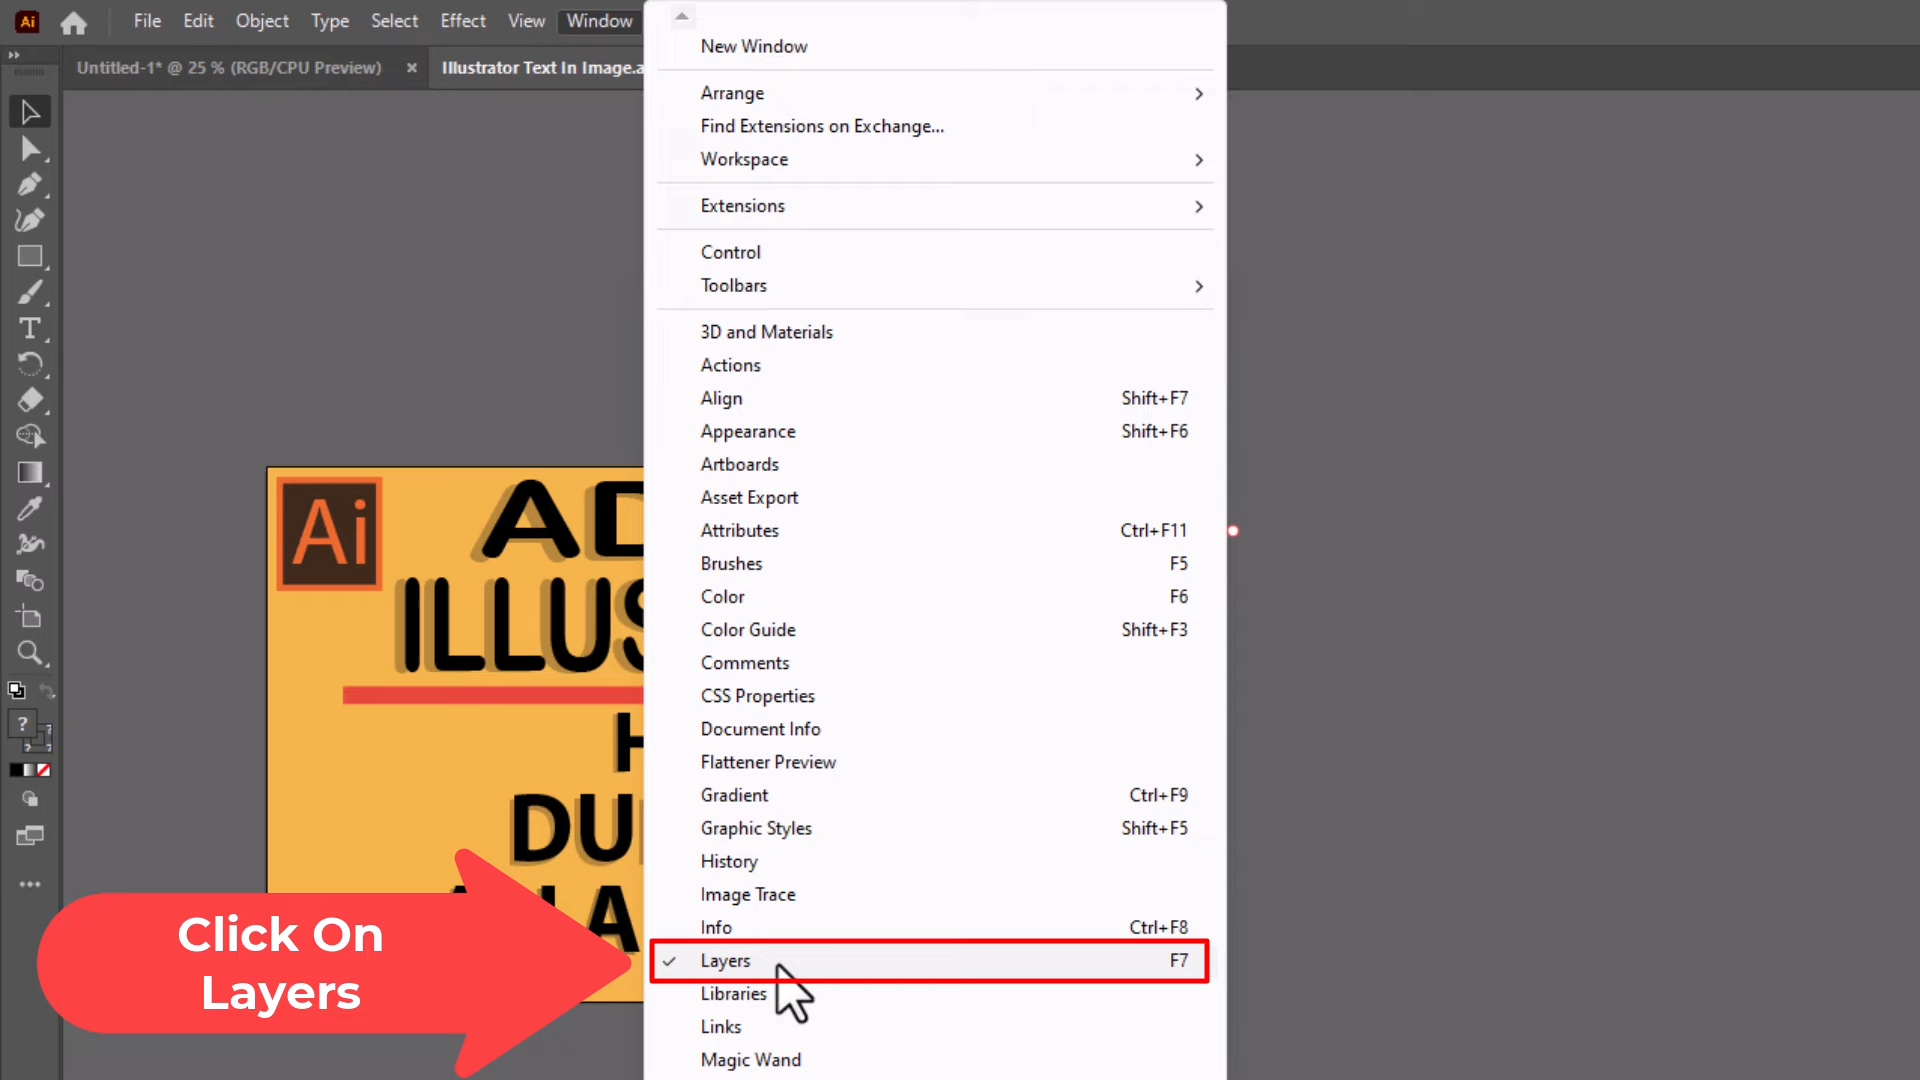 Ai File Edit Object Type Select Effect View Window
Untitled-1* @ 25 % (RGB/CPU Preview) × Illustrator Text In Image.a
New Window
Arrange
Find Extensions on Exchange...
Workspace
Extensions
Control
Toolbars
3D and Materials
Actions
Align Shift+F7
Appearance Shift+F6
Artboards
Asset Export
Attributes Ctrl+F11
Brushes F5
Color F6
Color Guide Shift+F3
Comments
CSS Properties
Document Info
Flattener Preview
Gradient Ctrl+F9
Graphic Styles Shift+F5
History
Image Trace
Info Ctrl+F8
Layers F7
Libraries
Links
Magic Wand
Ai
AD
ILLUS
H
DU
Click On
Layers